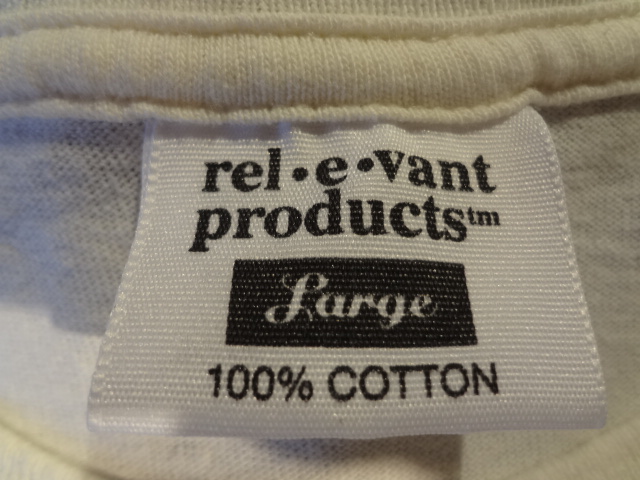 rel•e•vant
products™
Large
100% COTTON